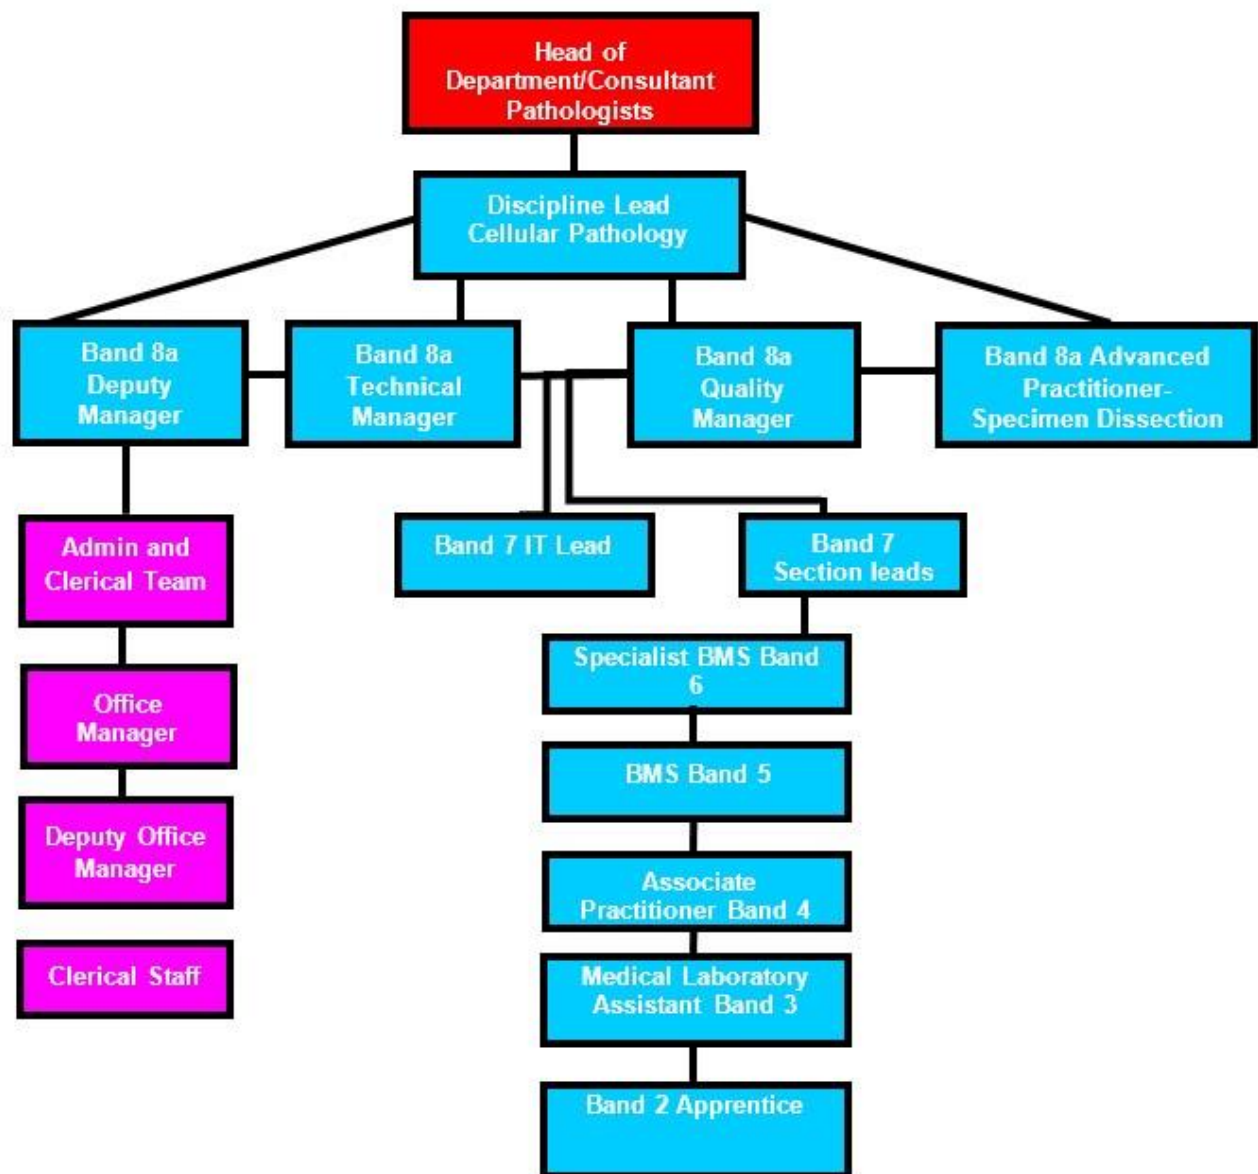 Head of
Department/Consultant
Pathologists
Discipline Lead
Cellular Pathology
Band 8a
Deputy
Manager
Band 8a
Technical
Manager
Band 8a
Quality
Manager
Band 8a Advanced
Practitioner-
Specimen Dissection
Admin and
Clerical Team
Band 7 IT Lead
Band 7
Section leads
Office
Manager
Specialist BMS Band
6
Deputy Office
Manager
BMS Band 5
Associate
Practitioner Band 4
Clerical Staff
Medical Laboratory
Assistant Band 3
Band 2 Apprentice